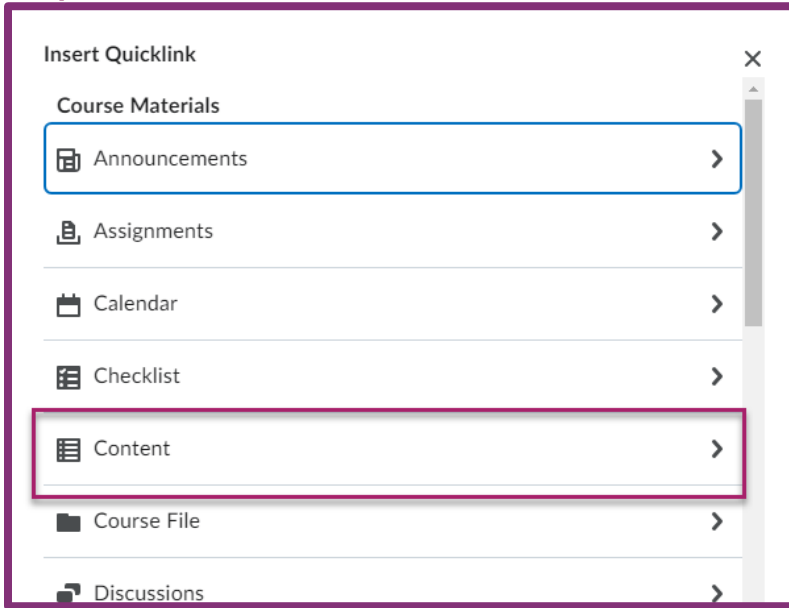 Insert Quicklink
Course Materials
Announcements
Assignments
Calendar
Checklist
Content
Course File
Discussions